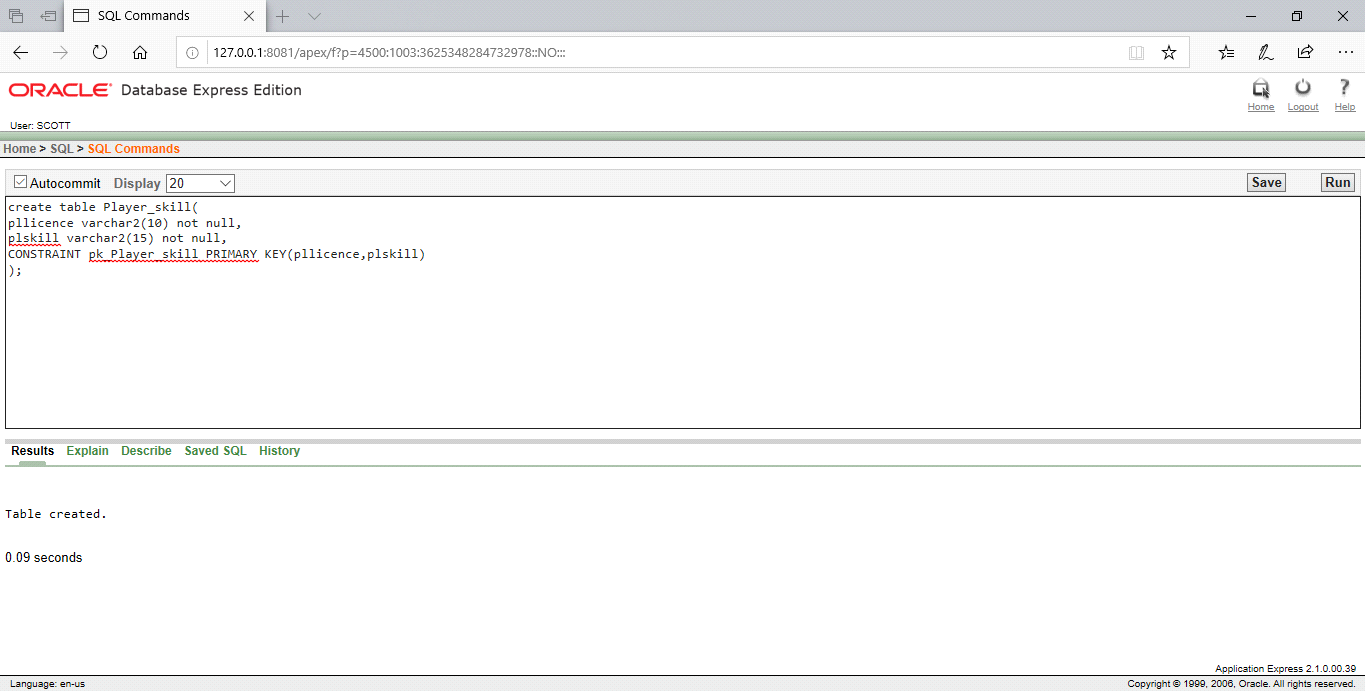 SQL Commands
127.0.0.1:8081/apex/f?p=4500:1003:3625348284732978::NO:::
ORACLE® Database Express Edition
Home Logout Help
User: SCOTT
Home > SQL > SQL Commands
Autocommit Display 20 Save Run
create table Player_skill(
pllicence varchar2(10) not null,
plskill varchar2(15) not null,
CONSTRAINT pk_Player_skill PRIMARY KEY(pllicence,plskill)
);
Results Explain Describe Saved SQL History
Table created.
0.09 seconds
Application Express 2.1.0.00.39
Language: en-us Copyright © 1999, 2006, Oracle. All rights reserved.